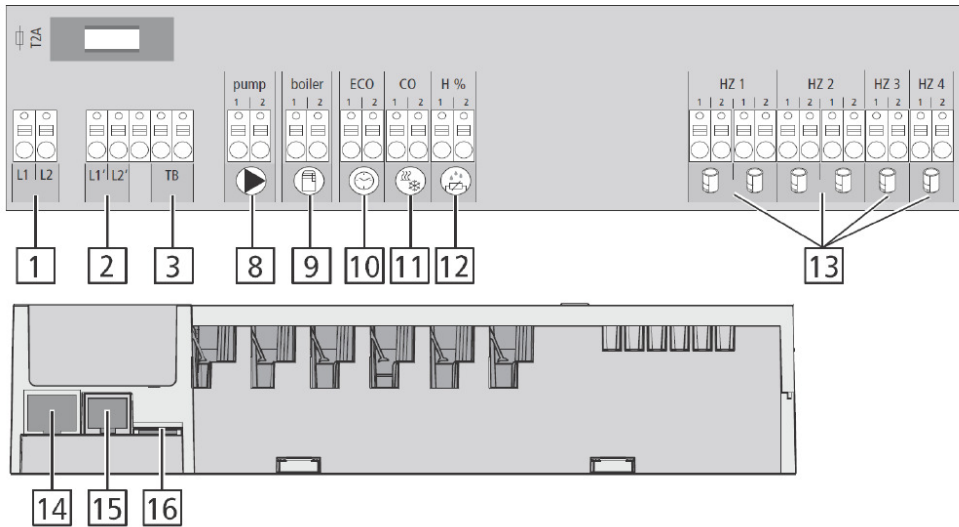 T2A
pump boiler ECO CO H % HZ 1 HZ 2 HZ 3 HZ 4
1 2 1 2 1 2 1 2 1 2 1 2 1 2 1 2 1 2 1 2 1 2
L1 L2 L1' L2' TB
1 2 3 8 9 10 11 12 13
14 15 16